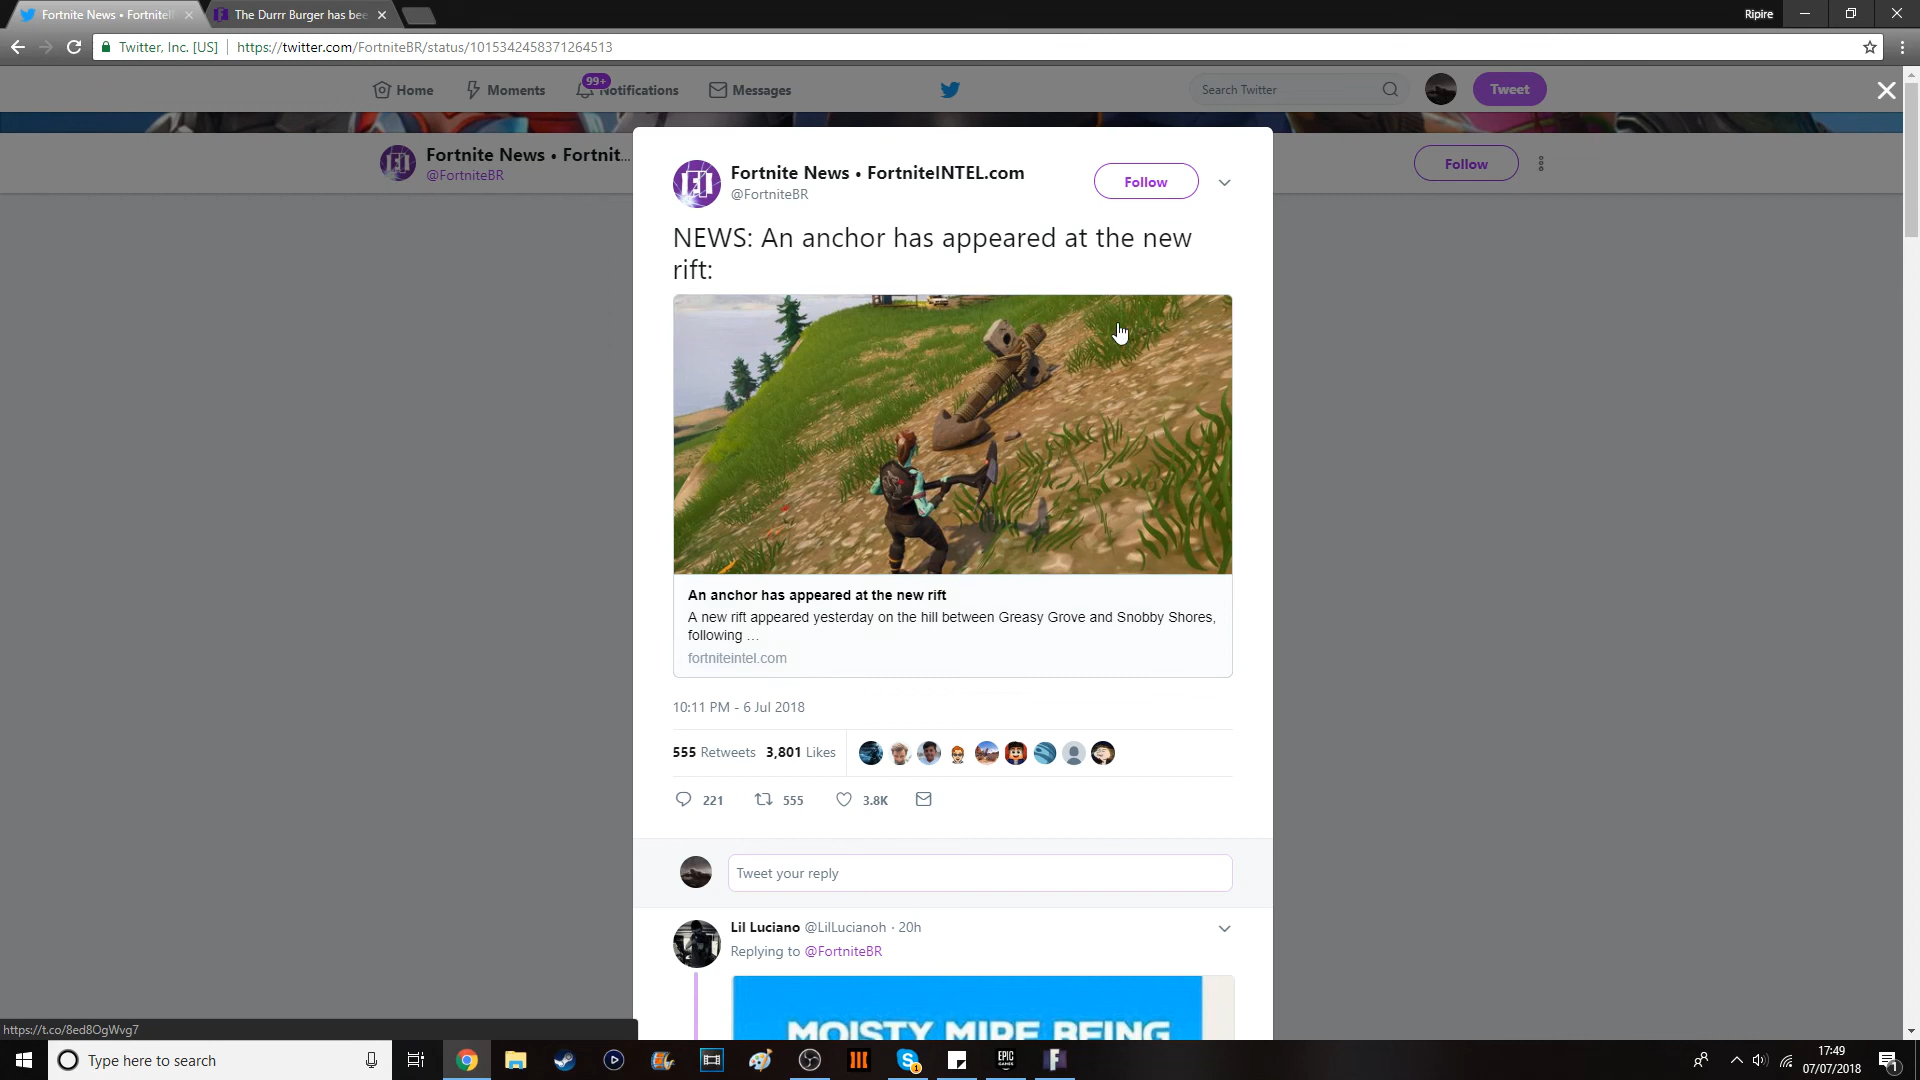 Fortnite News • Fortnite
The Durrr Burger has bee
Ripire
Twitter, Inc. [US]
https://twitter.com/FortniteBR/status/1015342458371264513
Home
Moments
99+
Notifications
Messages
Search Twitter
Tweet
Fortnite News • Fortnit...
@FortniteBR
Follow
Fortnite News • FortniteINTEL.com
@FortniteBR
Follow
NEWS: An anchor has appeared at the new
rift:
An anchor has appeared at the new rift
A new rift appeared yesterday on the hill between Greasy Grove and Snobby Shores,
following ...
fortniteintel.com
10:11 PM - 6 Jul 2018
555 Retweets 3,801 Likes
221 555 3.8K
Tweet your reply
Lil Luciano @LilLucianoh · 20h
Replying to @FortniteBR
MOISTY MIRE BEING
https://t.co/8ed8OgWvg7
Type here to search
EPIC
GAMES
17:49
07/07/2018